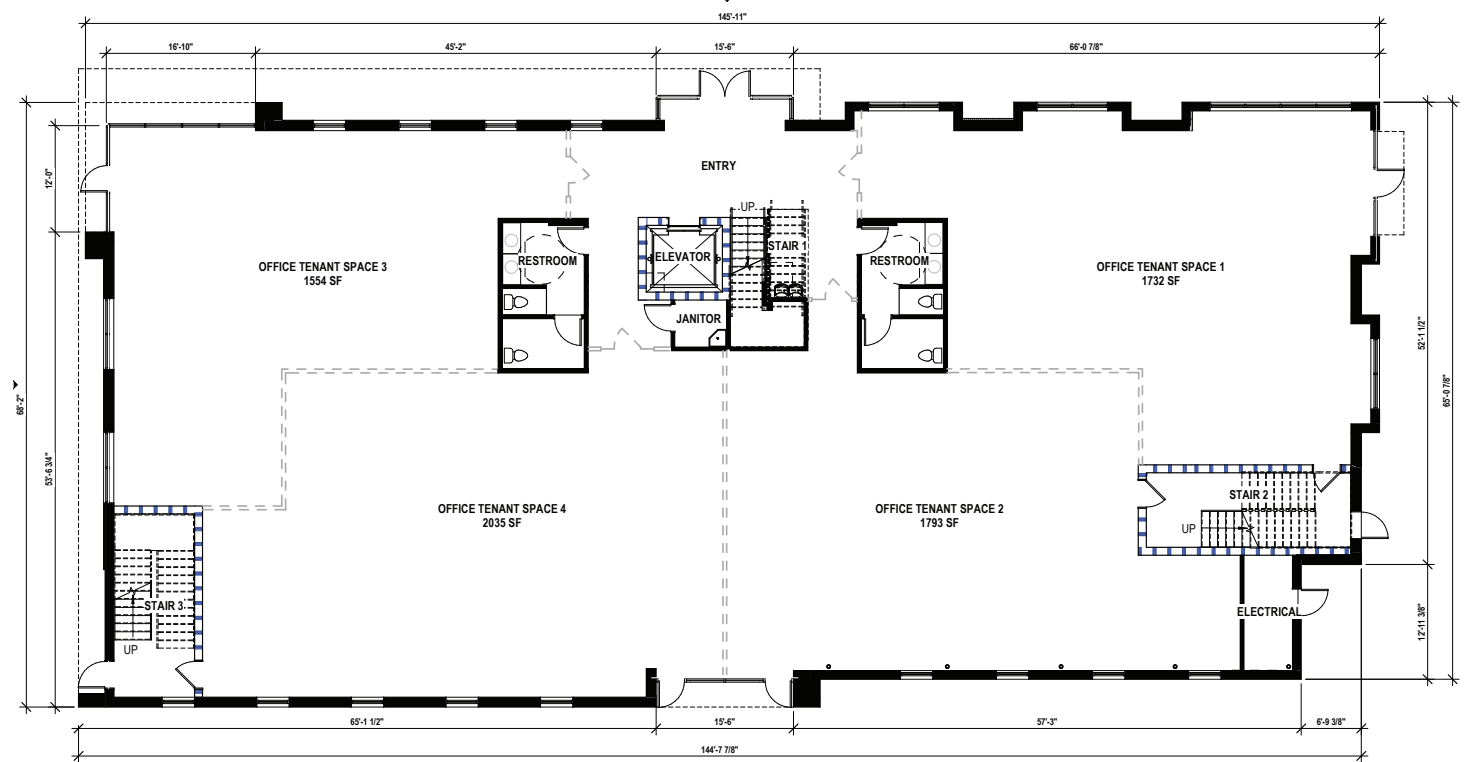 145'-11"
16'-10"
45'-2"
15'-6"
66'-0 7/8"
ENTRY
12'-0"
UP
STAIR 1
ELEVATOR
RESTROOM
RESTROOM
OFFICE TENANT SPACE 3
1554 SF
OFFICE TENANT SPACE 1
1732 SF
JANITOR
52'-1 1/2"
68'-2"
65'-0 7/8"
53'-6 3/4"
OFFICE TENANT SPACE 4
2035 SF
OFFICE TENANT SPACE 2
1793 SF
STAIR 2
UP
STAIR 3
UP
ELECTRICAL
12'-11 3/8"
65'-1 1/2"
15'-6"
57'-3"
6'-9 3/8"
144'-7 7/8"